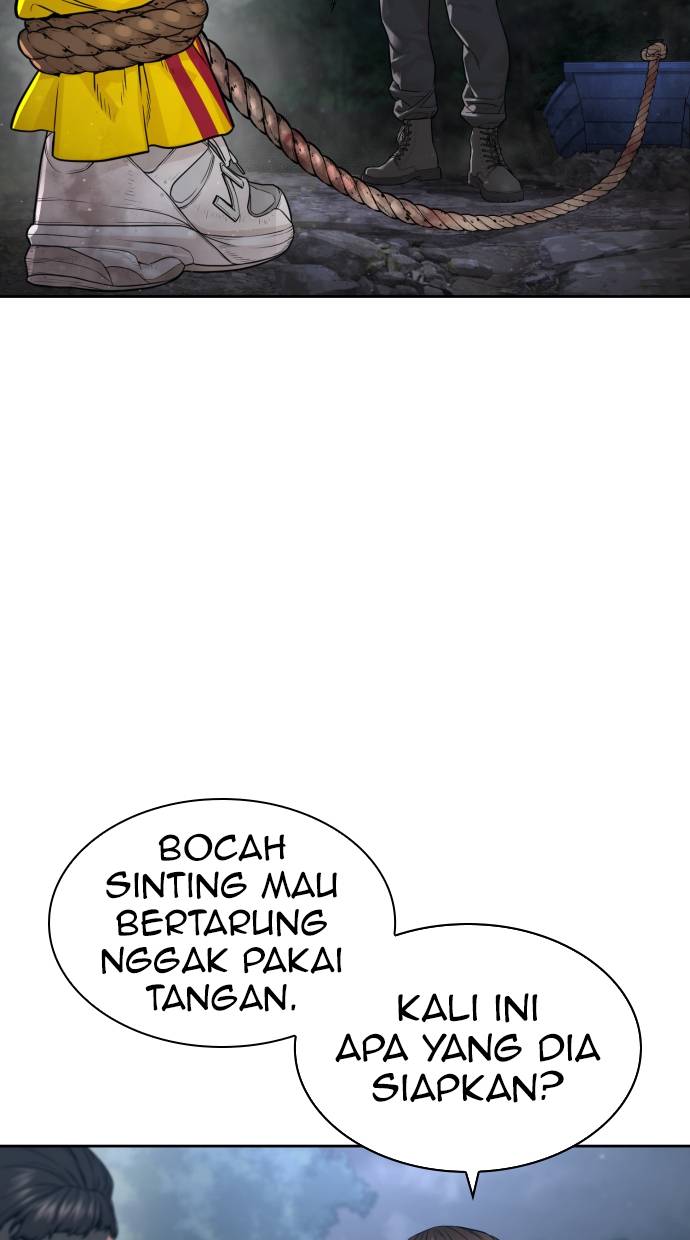 BOCAH
SINTING MAU
BERTARUNG
NGGAK PAKAI
TANGAN.
KALI INI
APA YANG DIA
SIAPKAN?